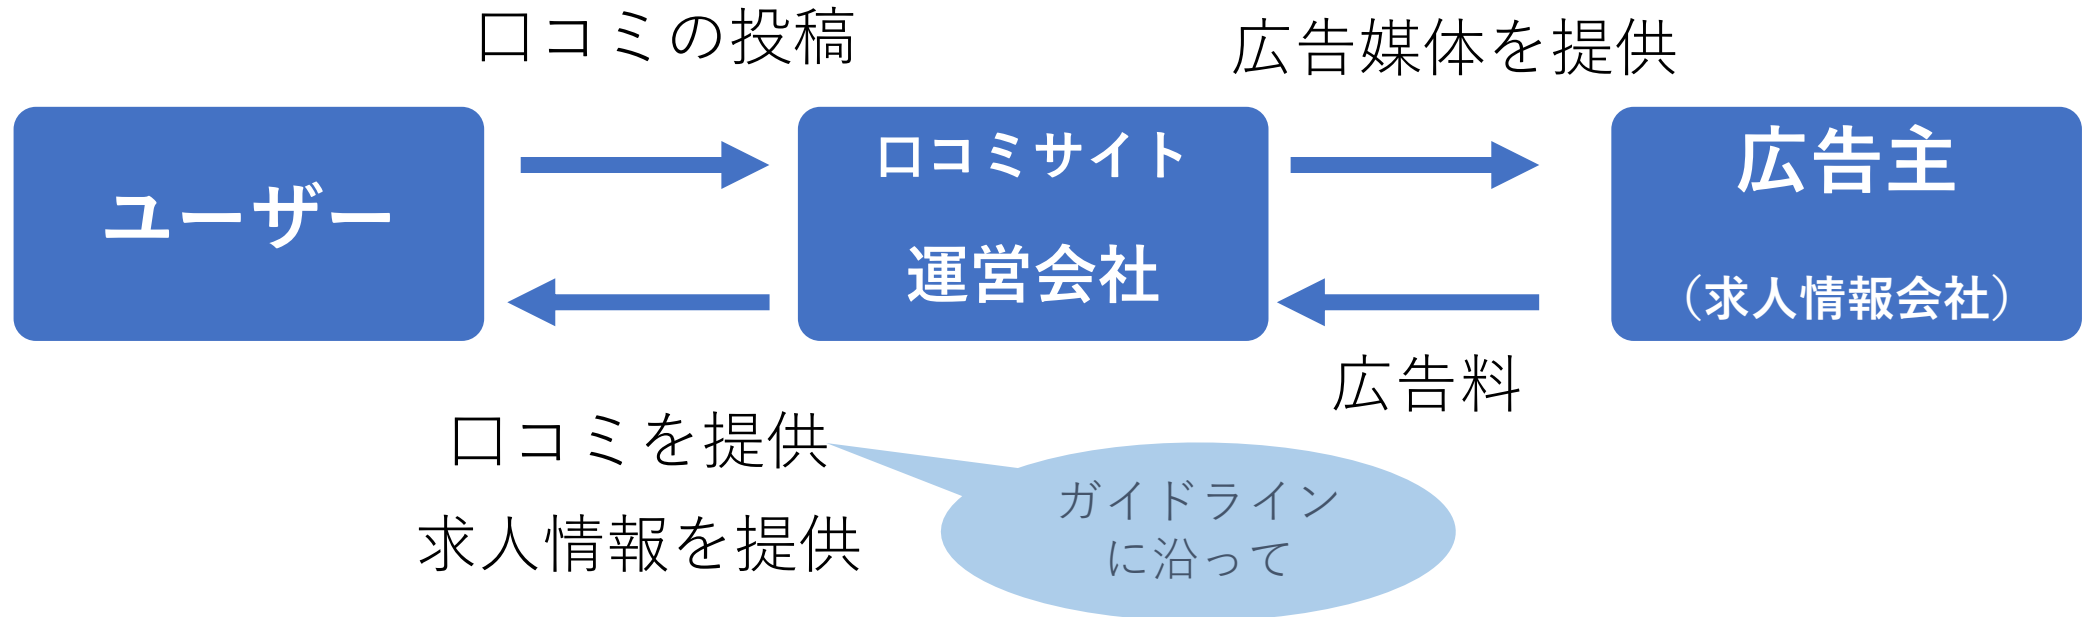 口コミの投稿
広告媒体を提供
ユーザー
口コミサイト
運営会社
広告主
（求人情報会社）
広告料
口コミを提供
求人情報を提供
ガイドライン
に沿って